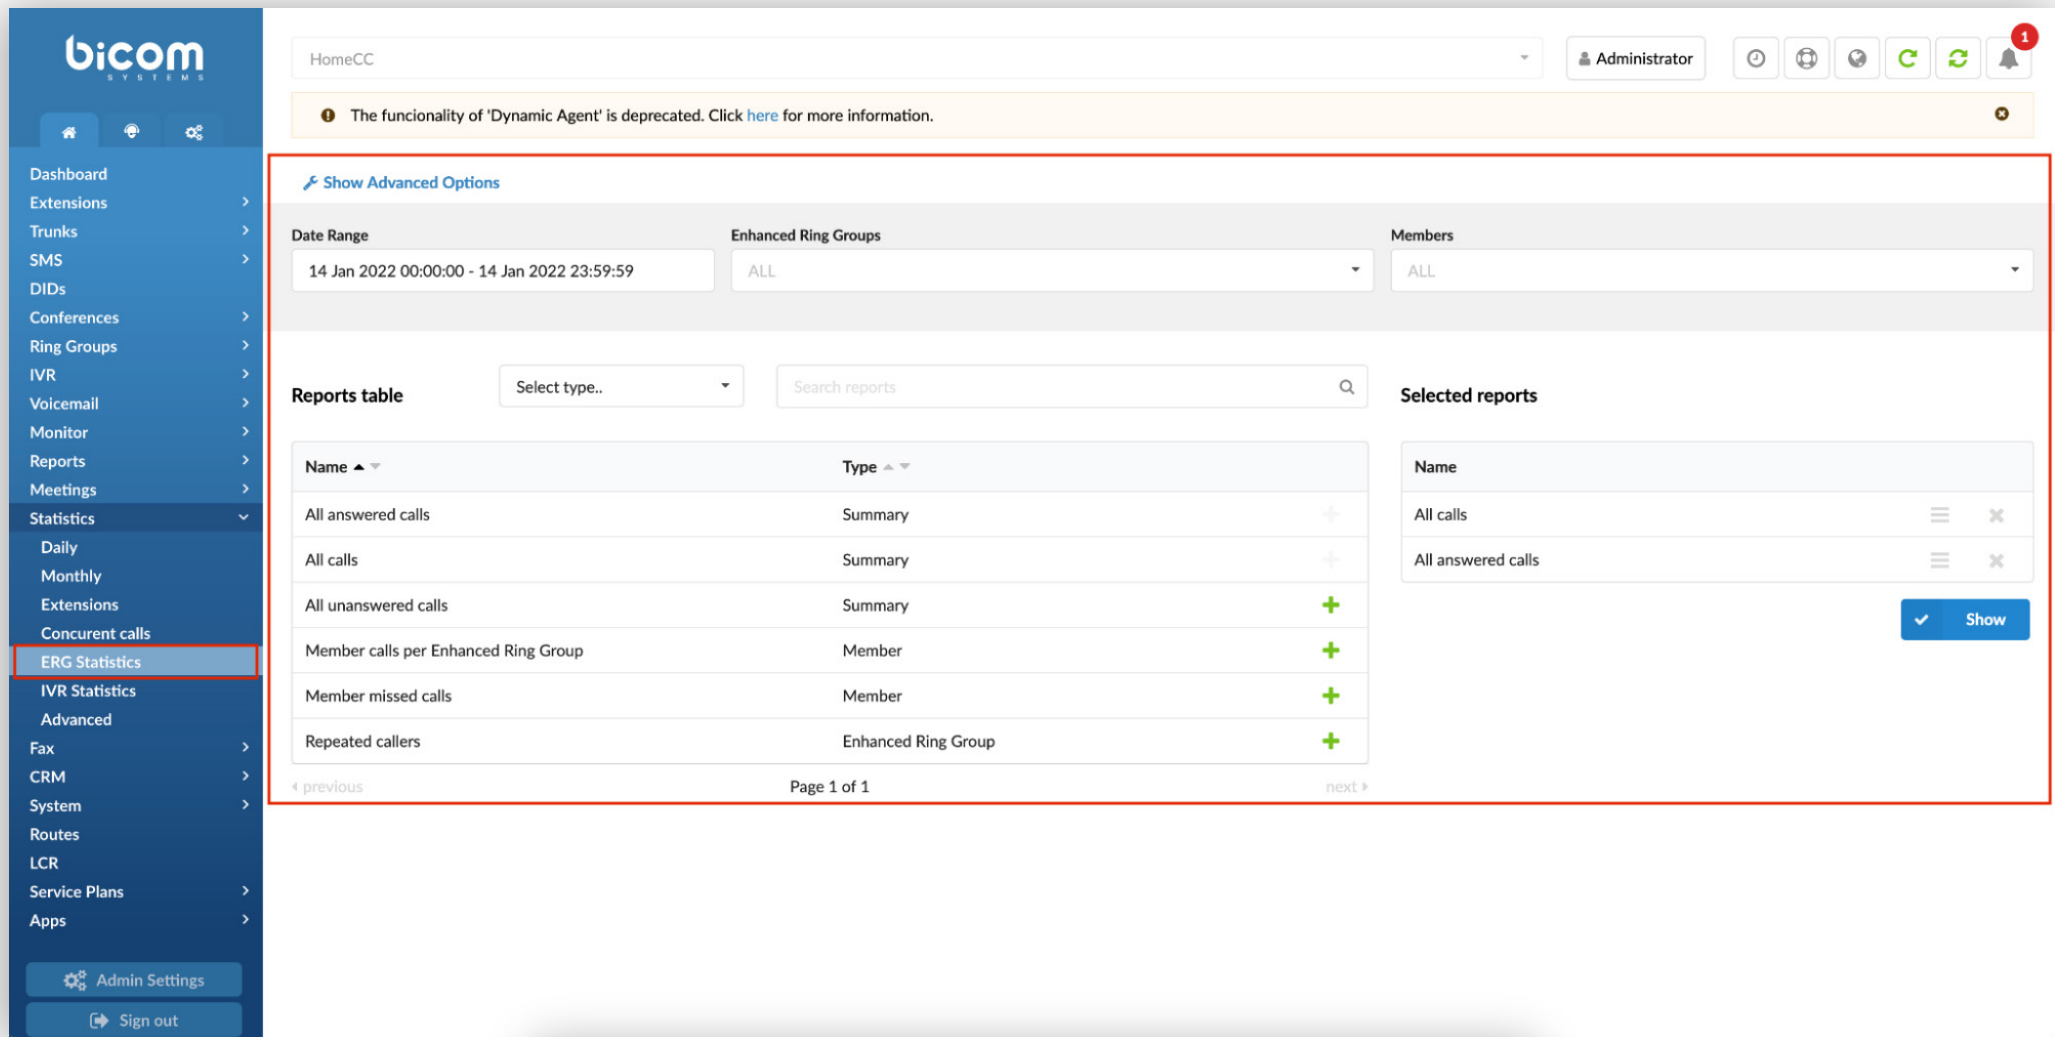 bicom
SYSTEMS
HomeCC
Administrator
1
The funcionality of 'Dynamic Agent' is deprecated. Click here for more information.
Dashboard
Extensions
Trunks
SMS
DIDs
Conferences
Ring Groups
IVR
Voicemail
Monitor
Reports
Meetings
Statistics
Daily
Monthly
Extensions
Concurent calls
ERG Statistics
IVR Statistics
Advanced
Fax
CRM
System
Routes
LCR
Service Plans
Apps
Admin Settings
Sign out
Show Advanced Options
Date Range Enhanced Ring Groups Members
14 Jan 2022 00:00:00 - 14 Jan 2022 23:59:59 ALL ALL
Reports table Select type.. Search reports
Name Type
All answered calls Summary
All calls Summary
All unanswered calls Summary
Member calls per Enhanced Ring Group Member
Member missed calls Member
Repeated callers Enhanced Ring Group
previous Page 1 of 1 next
Selected reports
Name
All calls
All answered calls
Show